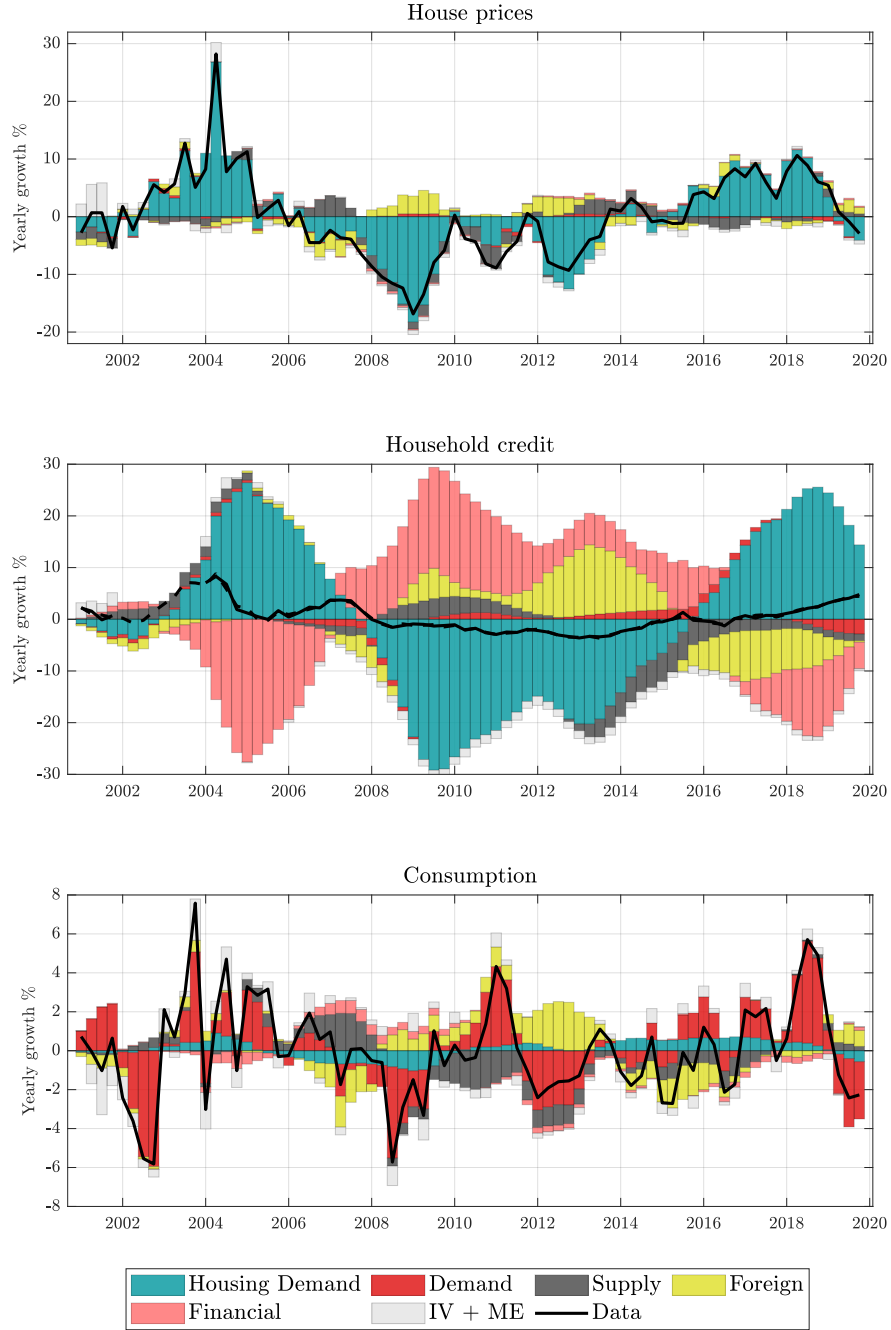 House prices
Yearly growth %
30
20
10
0
-10
-20
2002 2004 2006 2008 2010 2012 2014 2016 2018 2020
Household credit
Yearly growth %
30
20
10
0
-10
-20
-30
2002 2004 2006 2008 2010 2012 2014 2016 2018 2020
Consumption
Yearly growth %
8
6
4
2
0
-2
-4
-6
-8
2002 2004 2006 2008 2010 2012 2014 2016 2018 2020
Housing Demand Demand Supply Foreign
Financial IV + ME Data